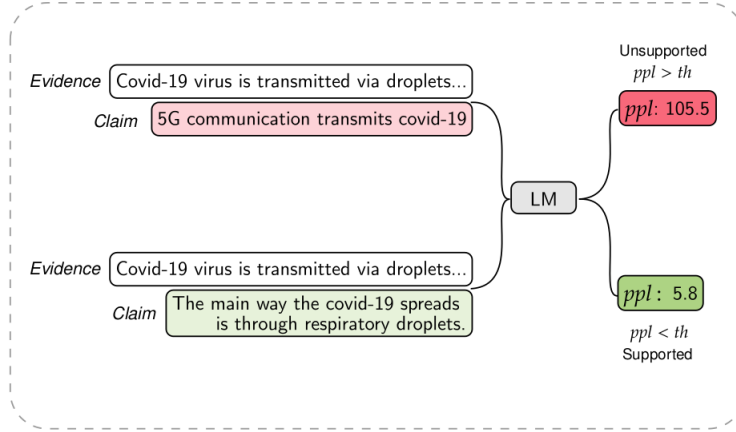 Evidence
Covid-19 virus is transmitted via droplets...
Claim
5G communication transmits covid-19
Unsupported
ppl > th
ppl: 105.5
LM
Evidence
Covid-19 virus is transmitted via droplets...
Claim
The main way the covid-19 spreads
is through respiratory droplets.
ppl: 5.8
ppl < th
Supported